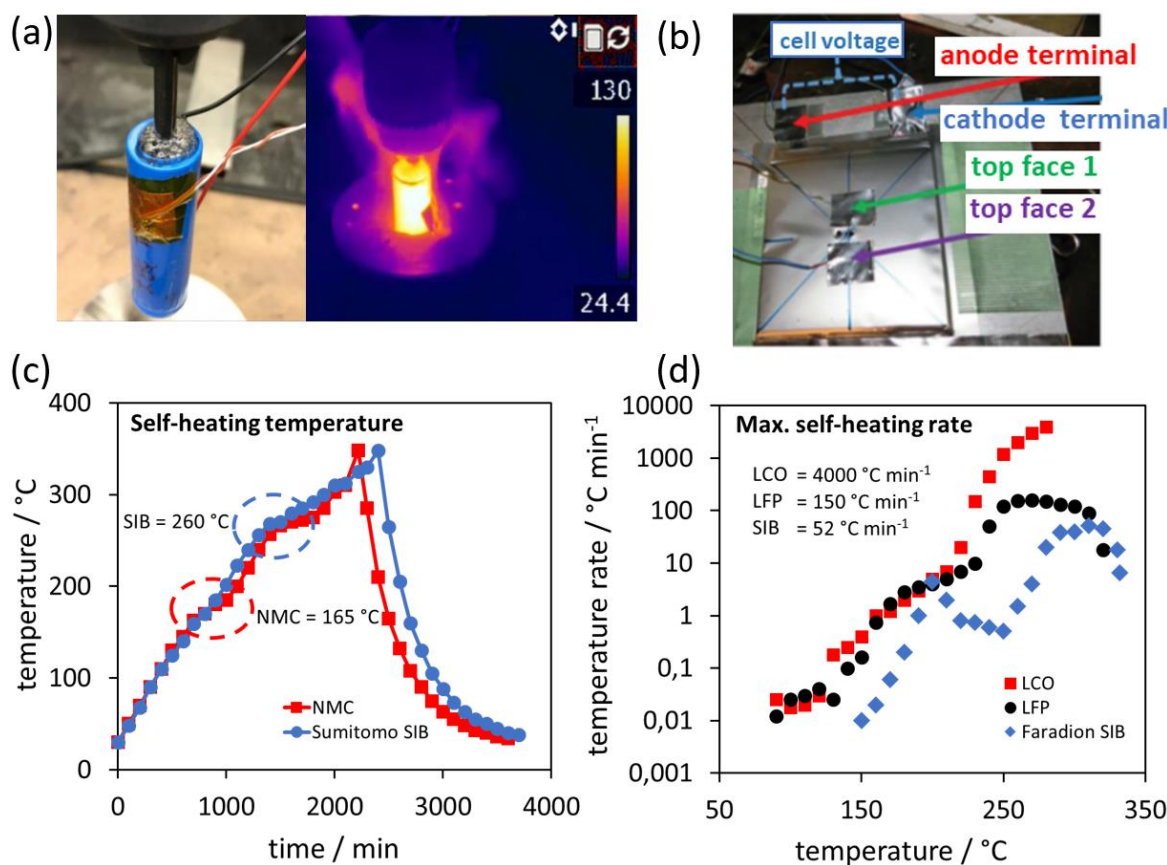 (a)
130
24.4
(b)
cell voltage
anode terminal
cathode terminal
top face 1
top face 2
(c)
Self-heating temperature
400
300
200
100
0
temperature / °C
SIB = 260 °C
NMC = 165 °C
NMC
Sumitomo SIB
0
1000
2000
3000
4000
time / min
(d)
Max. self-heating rate
LCO = 4000 °C min⁻¹
LFP = 150 °C min⁻¹
SIB = 52 °C min⁻¹
10000
1000
100
10
1
0,1
0,01
0,001
temperature rate / °C min⁻¹
LCO
LFP
Faradion SIB
50
150
250
350
temperature / °C